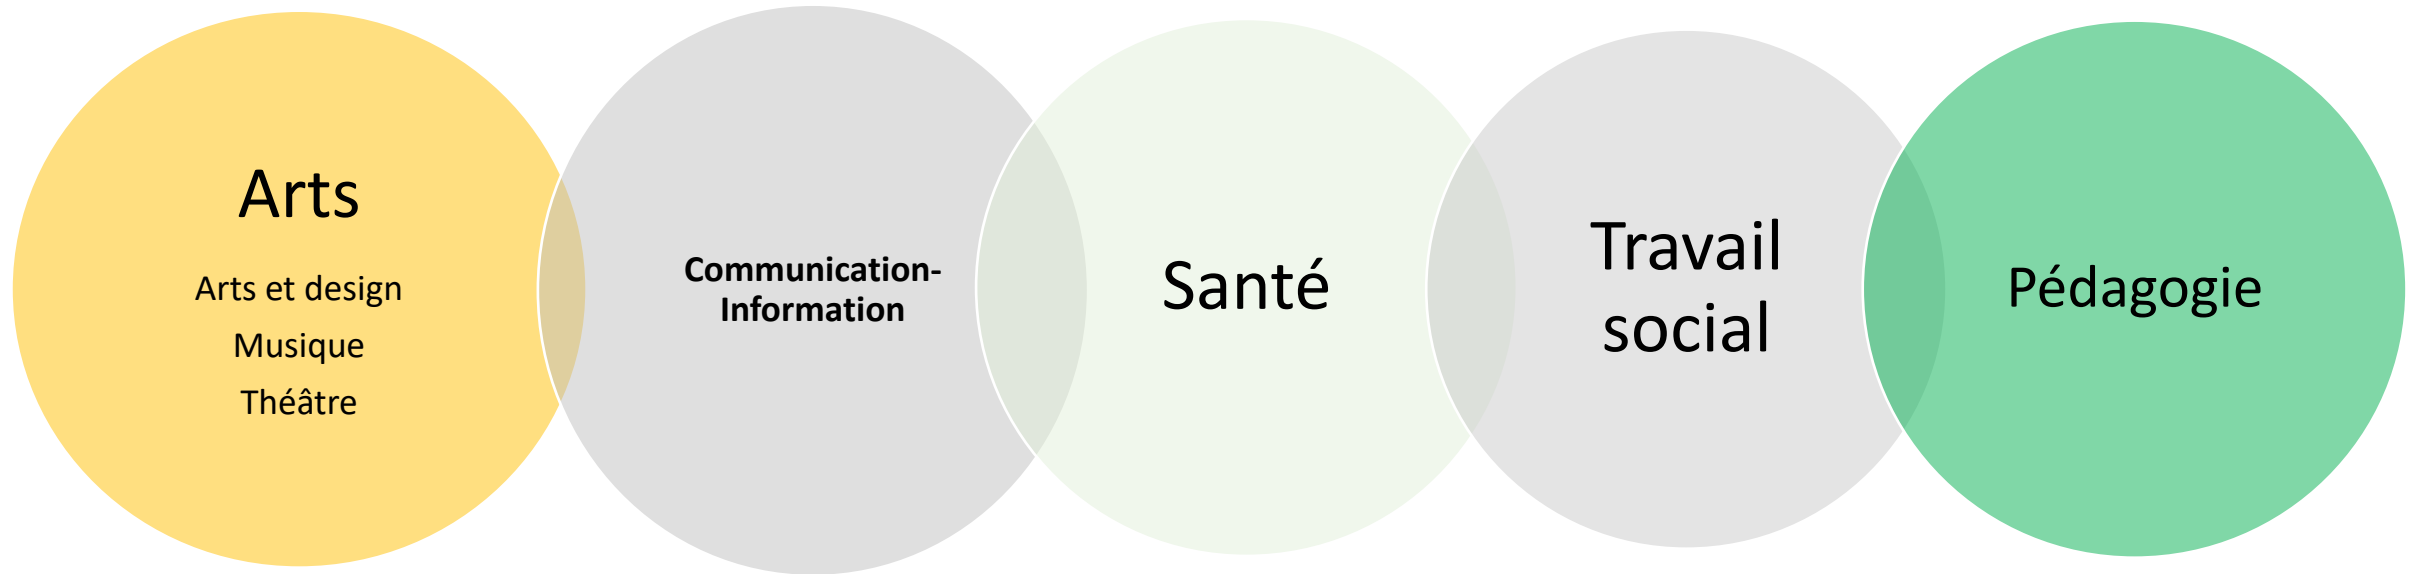 Arts
Arts et design
Musique
Théâtre
Communication-
Information
Santé
Travail
social
Pédagogie